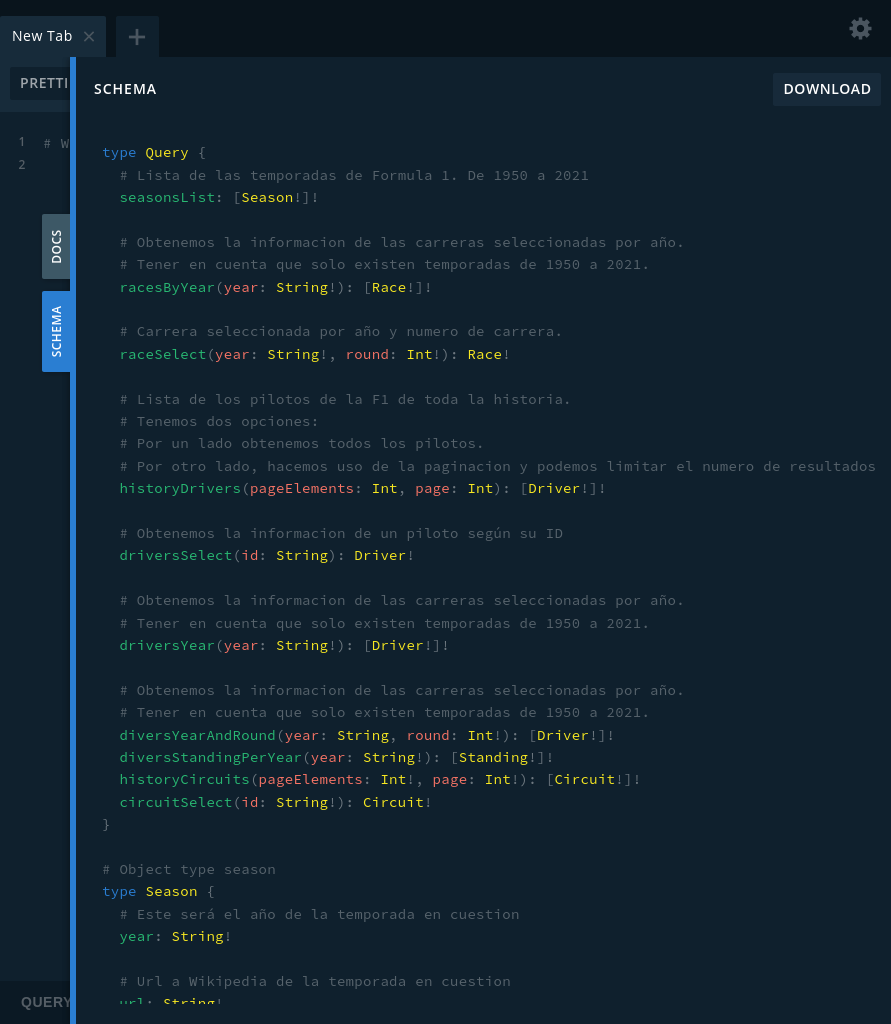 New Tab
PRETTI
SCHEMA
DOWNLOAD
1 # W
2
DOCS
SCHEMA
type Query {
# Lista de las temporadas de Formula 1. De 1950 a 2021
seasonsList: [Season!]!
# Obtenemos la informacion de las carreras seleccionadas por año.
# Tener en cuenta que solo existen temporadas de 1950 a 2021.
racesByYear(year: String!): [Race!]!
# Carrera seleccionada por año y numero de carrera.
raceSelect(year: String!, round: Int!): Race!
# Lista de los pilotos de la F1 de toda la historia.
# Tenemos dos opciones:
# Por un lado obtenemos todos los pilotos.
# Por otro lado, hacemos uso de la paginacion y podemos limitar el numero de resultados
historyDrivers(pageElements: Int, page: Int): [Driver!]!
# Obtenemos la informacion de un piloto según su ID
driversSelect(id: String): Driver!
# Obtenemos la informacion de las carreras seleccionadas por año.
# Tener en cuenta que solo existen temporadas de 1950 a 2021.
driversYear(year: String!): [Driver!]!
# Obtenemos la informacion de las carreras seleccionadas por año.
# Tener en cuenta que solo existen temporadas de 1950 a 2021.
diversYearAndRound(year: String, round: Int!): [Driver!]!
diversStandingPerYear(year: String!): [Standing!]!
historyCircuits(pageElements: Int!, page: Int!): [Circuit!]!
circuitSelect(id: String!): Circuit!
}
# Object type season
type Season {
# Este será el año de la temporada en cuestion
year: String!
# Url a Wikipedia de la temporada en cuestion
url: String!
QUERY